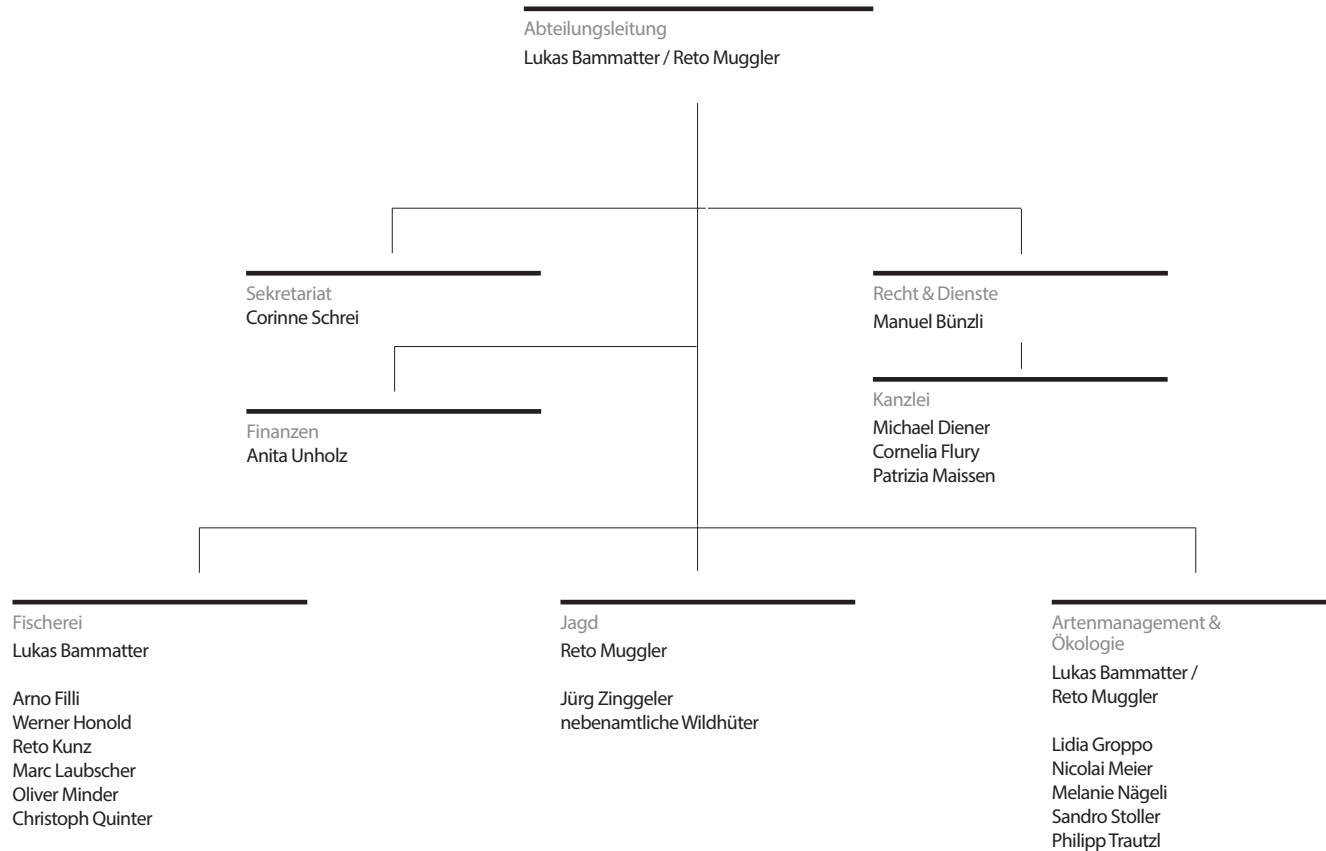 Abteilungsleitung
Lukas Bammatter / Reto Muggler
Sekretariat
Corinne Schrei
Recht & Dienste
Manuel Bünzli
Finanzen
Anita Unholz
Kanzlei
Michael Diener
Cornelia Flury
Patrizia Maissen
Fischerei
Lukas Bammatter
Arno Filli
Werner Honold
Reto Kunz
Marc Laubscher
Oliver Minder
Christoph Quinter
Jagd
Reto Muggler
Jürg Zinggeler
nebenamtliche Wildhüter
Artenmanagement &
Ökologie
Lukas Bammatter /
Reto Muggler
Lidia Groppo
Nicolai Meier
Melanie Nägeli
Sandro Stoller
Philipp Trautzl